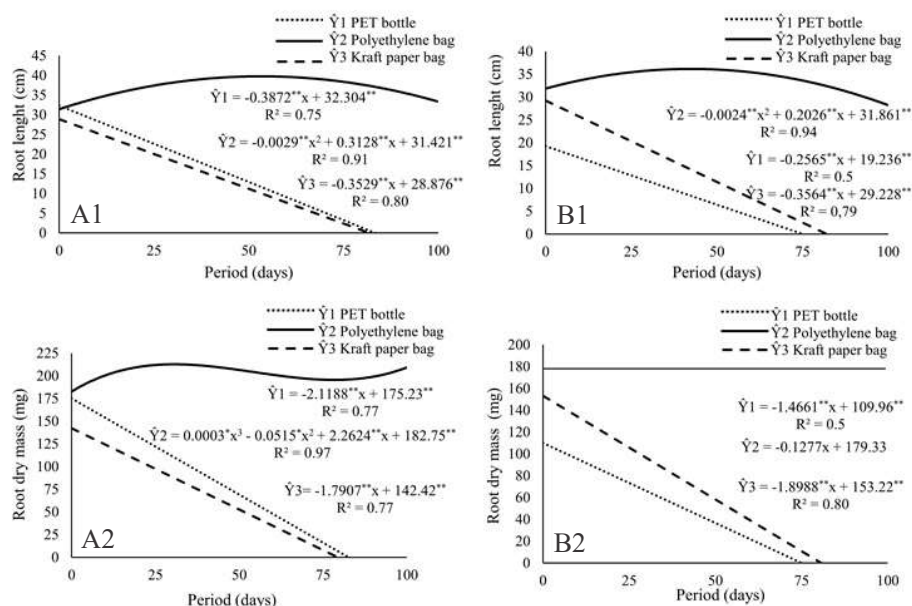 Ŷ1 PET bottle
Ŷ2 Polyethylene bag
Ŷ3 Kraft paper bag
Root lenght (cm)
45
40
35
30
25
20
15
10
5
0
Ŷ1 = -0.3872**x + 32.304**
R² = 0.75
Ŷ2 = -0.0029**x² + 0.3128**x + 31.421**
R² = 0.91
Ŷ3 = -0.3529**x + 28.876**
R² = 0.80
A1
0 25 50 75 100
Period (days)
Ŷ1 PET bottle
Ŷ2 Polyethylene bag
Ŷ3 Kraft paper bag
Root lenght (cm)
40
35
30
25
20
15
10
5
0
Ŷ2 = -0.0024**x² + 0.2026**x + 31.861**
R² = 0.94
Ŷ1 = -0.2565**x + 19.236**
R² = 0.5
Ŷ3 = -0.3564**x + 29.228**
R² = 0,79
B1
0 25 50 75 100
Period (days)
Ŷ1 PET bottle
Ŷ2 Polyethylene bag
Ŷ3 Kraft paper bag
Root dry mass (mg)
225
200
175
150
125
100
75
50
25
0
Ŷ1 = -2.1188**x + 175.23**
R² = 0.77
Ŷ2 = 0.0003*x³ - 0.0515*x² + 2.2624**x + 182.75**
R² = 0.97
Ŷ3= -1.7907**x + 142.42**
R² = 0.77
A2
0 25 50 75 100
Period (days)
Ŷ1 PET bottle
Ŷ2 Polyethylene bag
Ŷ3 Kraft paper bag
Root dry mass (mg)
200
180
160
140
120
100
80
60
40
20
0
Ŷ1 = -1.4661**x + 109.96**
R² = 0.5
Ŷ2 = -0.1277x + 179.33
Ŷ3 = -1.8988**x + 153.22**
R² = 0.80
B2
0 25 50 75 100
Period (days)